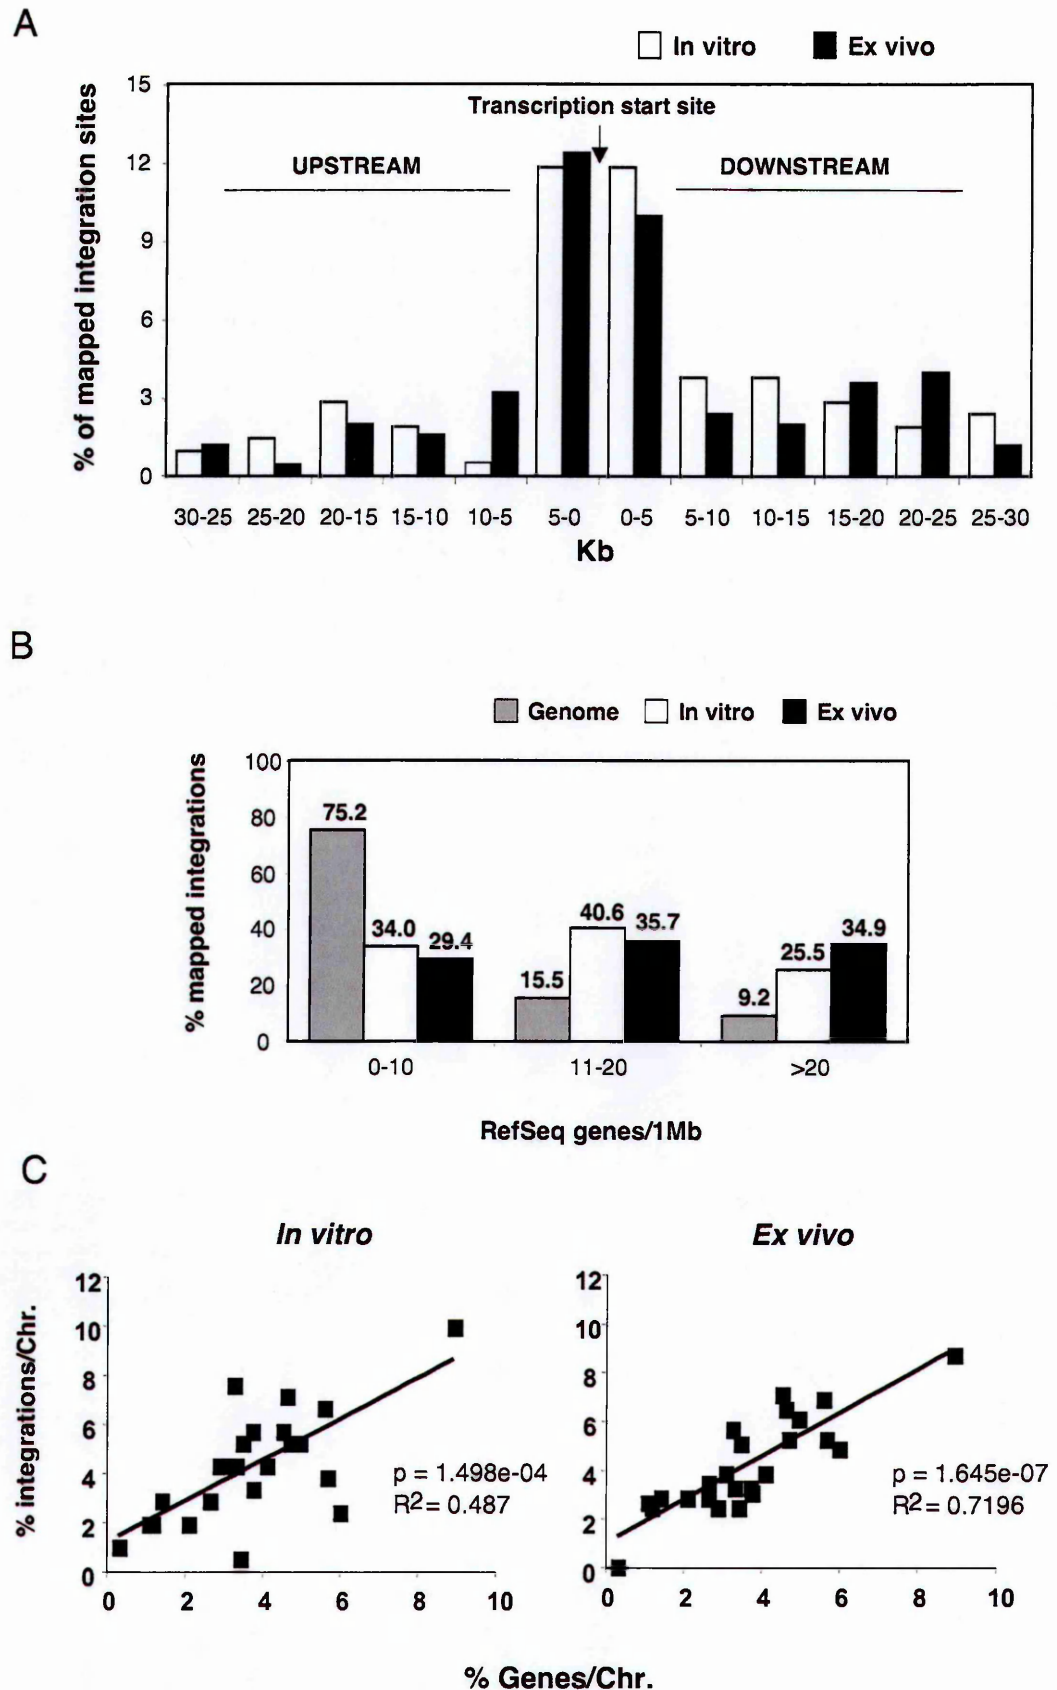 A
In vitro Ex vivo
15
Transcription start site
12
UPSTREAM DOWNSTREAM
9
6
3
0
% of mapped integration sites
30-25 25-20 20-15 15-10 10-5 5-0 0-5 5-10 10-15 15-20 20-25 25-30
Kb
B
Genome In vitro Ex vivo
100
80
60
40
20
0
% mapped integrations
75.2 34.0 29.4 15.5 40.6 35.7 9.2 25.5 34.9
0-10 11-20 >20
RefSeq genes/1Mb
C
In vitro
12
10
8
6
4
2
0
% integrations/Chr.
p = 1.498e-04
R2= 0.487
0 2 4 6 8 10
Ex vivo
12
10
8
6
4
2
0
p = 1.645e-07
R2= 0.7196
0 2 4 6 8 10
% Genes/Chr.